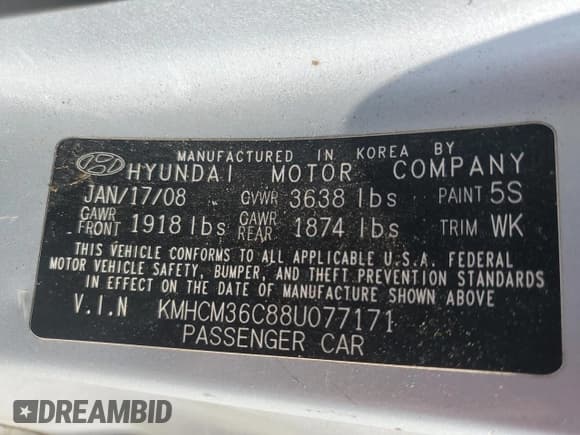 MANUFACTURED IN KOREA BY
HYUNDAI MOTOR COMPANY
JAN/17/08 GVWR 3638 lbs PAINT 5S
GAWR FRONT 1918 lbs GAWR REAR 1874 lbs TRIM WK
THIS VEHICLE CONFORMS TO ALL APPLICABLE U.S.A. FEDERAL
MOTOR VEHICLE SAFETY, BUMPER, AND THEFT PREVENTION STANDARDS
IN EFFECT ON THE DATE OF MANUFACTURE SHOWN ABOVE
V.I.N KMHCM36C88U077171
PASSENGER CAR
DREAMBID